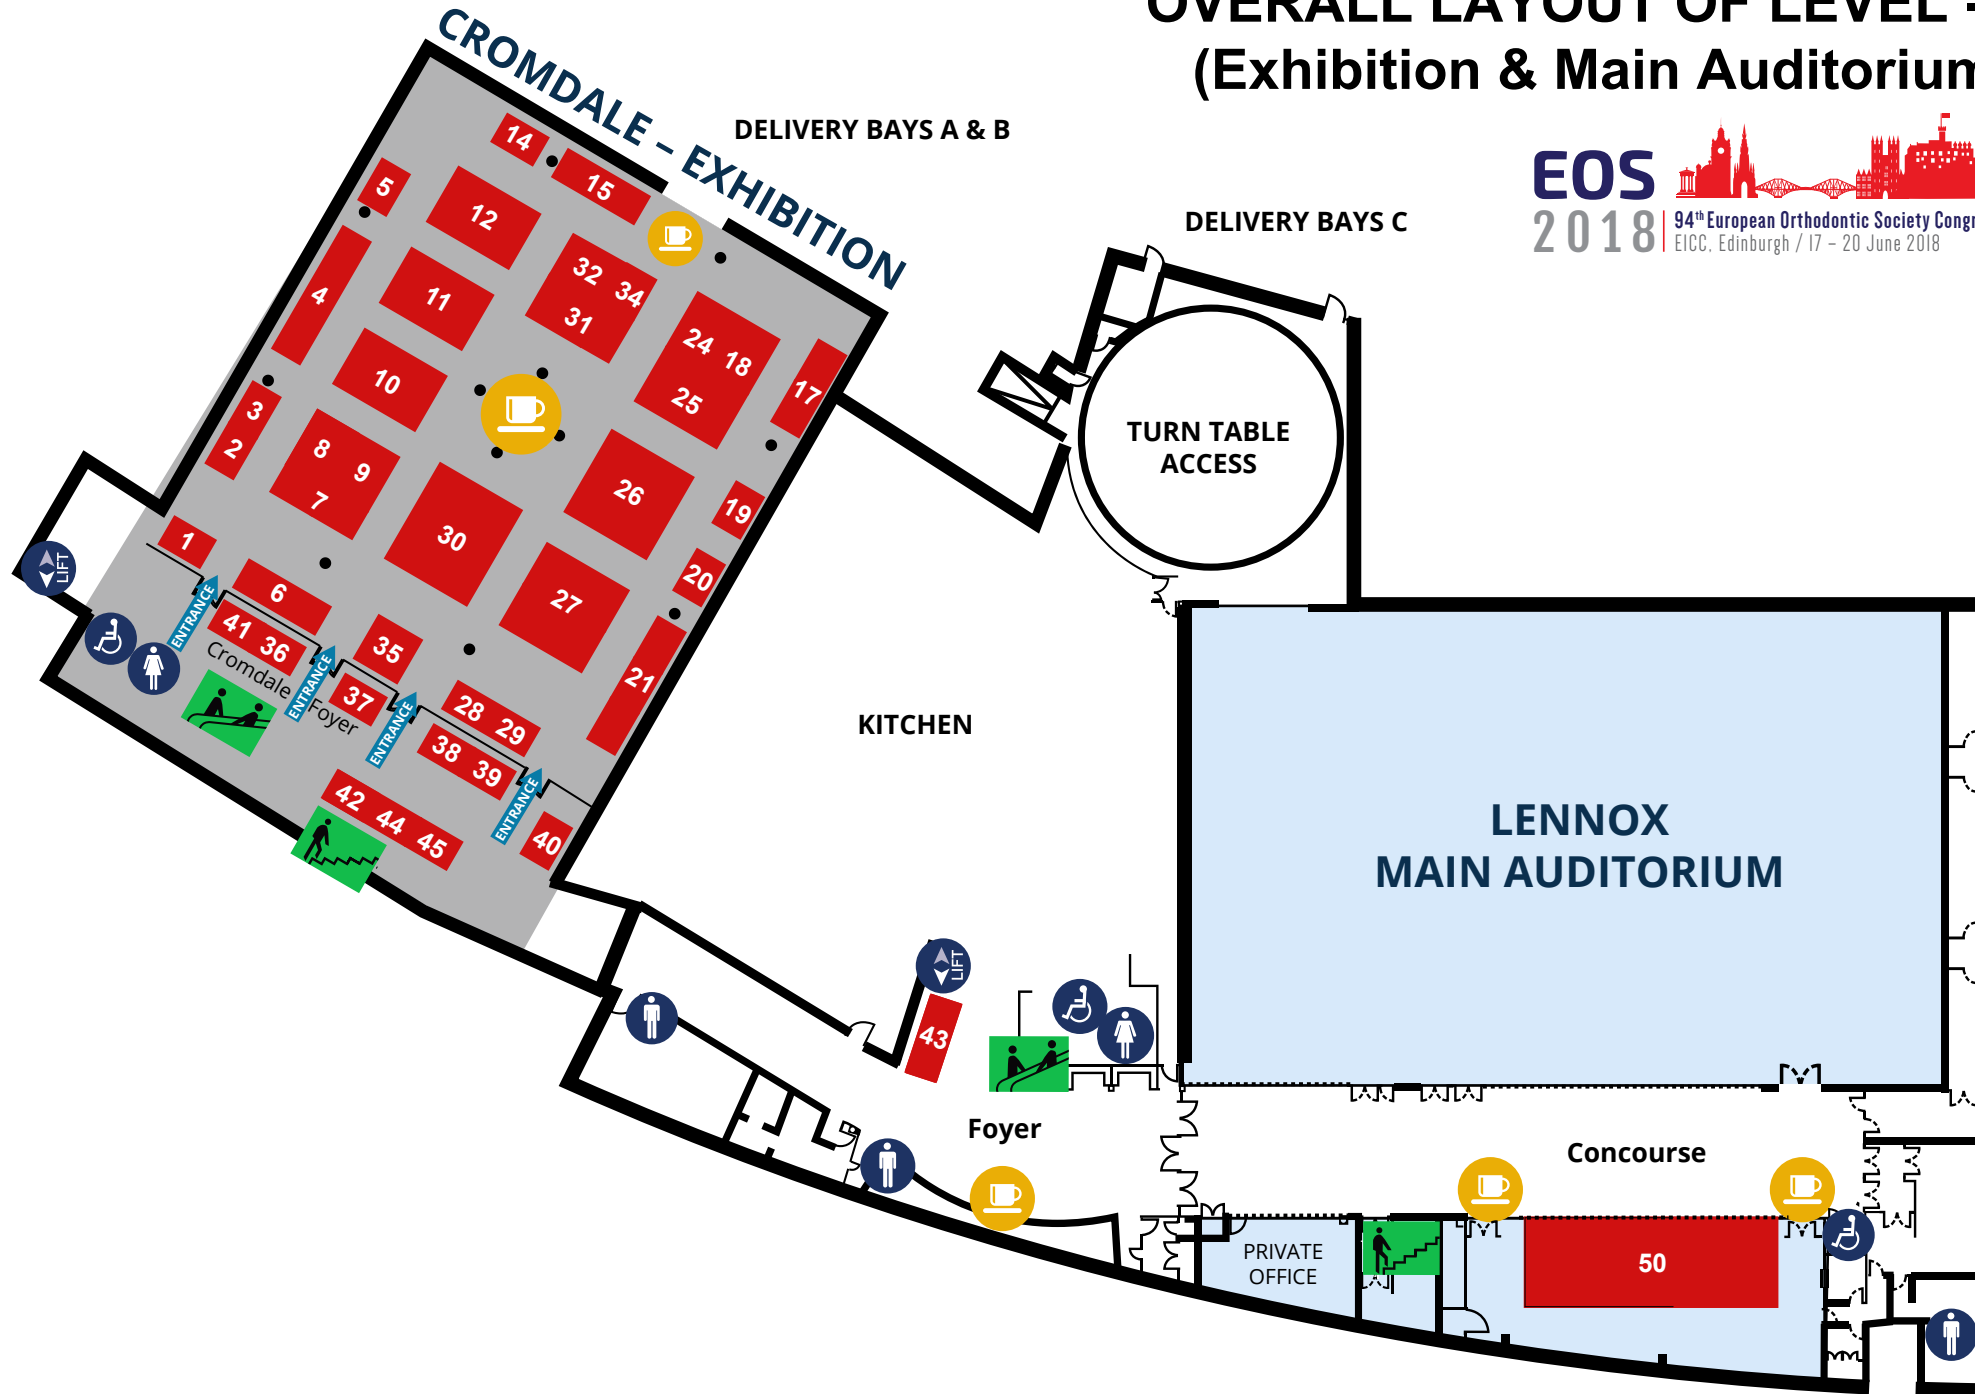 OVERALL LAYOUT OF LEVEL -
(Exhibition & Main Auditorium
CROMDALE – EXHIBITION
DELIVERY BAYS A & B
DELIVERY BAYS C
EOS
2018
94th European Orthodontic Society Congr
EICC, Edinburgh / 17 – 20 June 2018
14
15
5
12
32
34
31
4
11
24
18
25
17
10
3
2
8
9
7
26
19
30
20
1
27
6
41
36
35
21
37
28
29
38
39
42
44
45
40
LIFT
ENTRANCE
ENTRANCE
ENTRANCE
ENTRANCE
Cromdale
Foyer
TURN TABLE
ACCESS
KITCHEN
LENNOX
MAIN AUDITORIUM
LIFT
43
Foyer
Concourse
PRIVATE
OFFICE
50